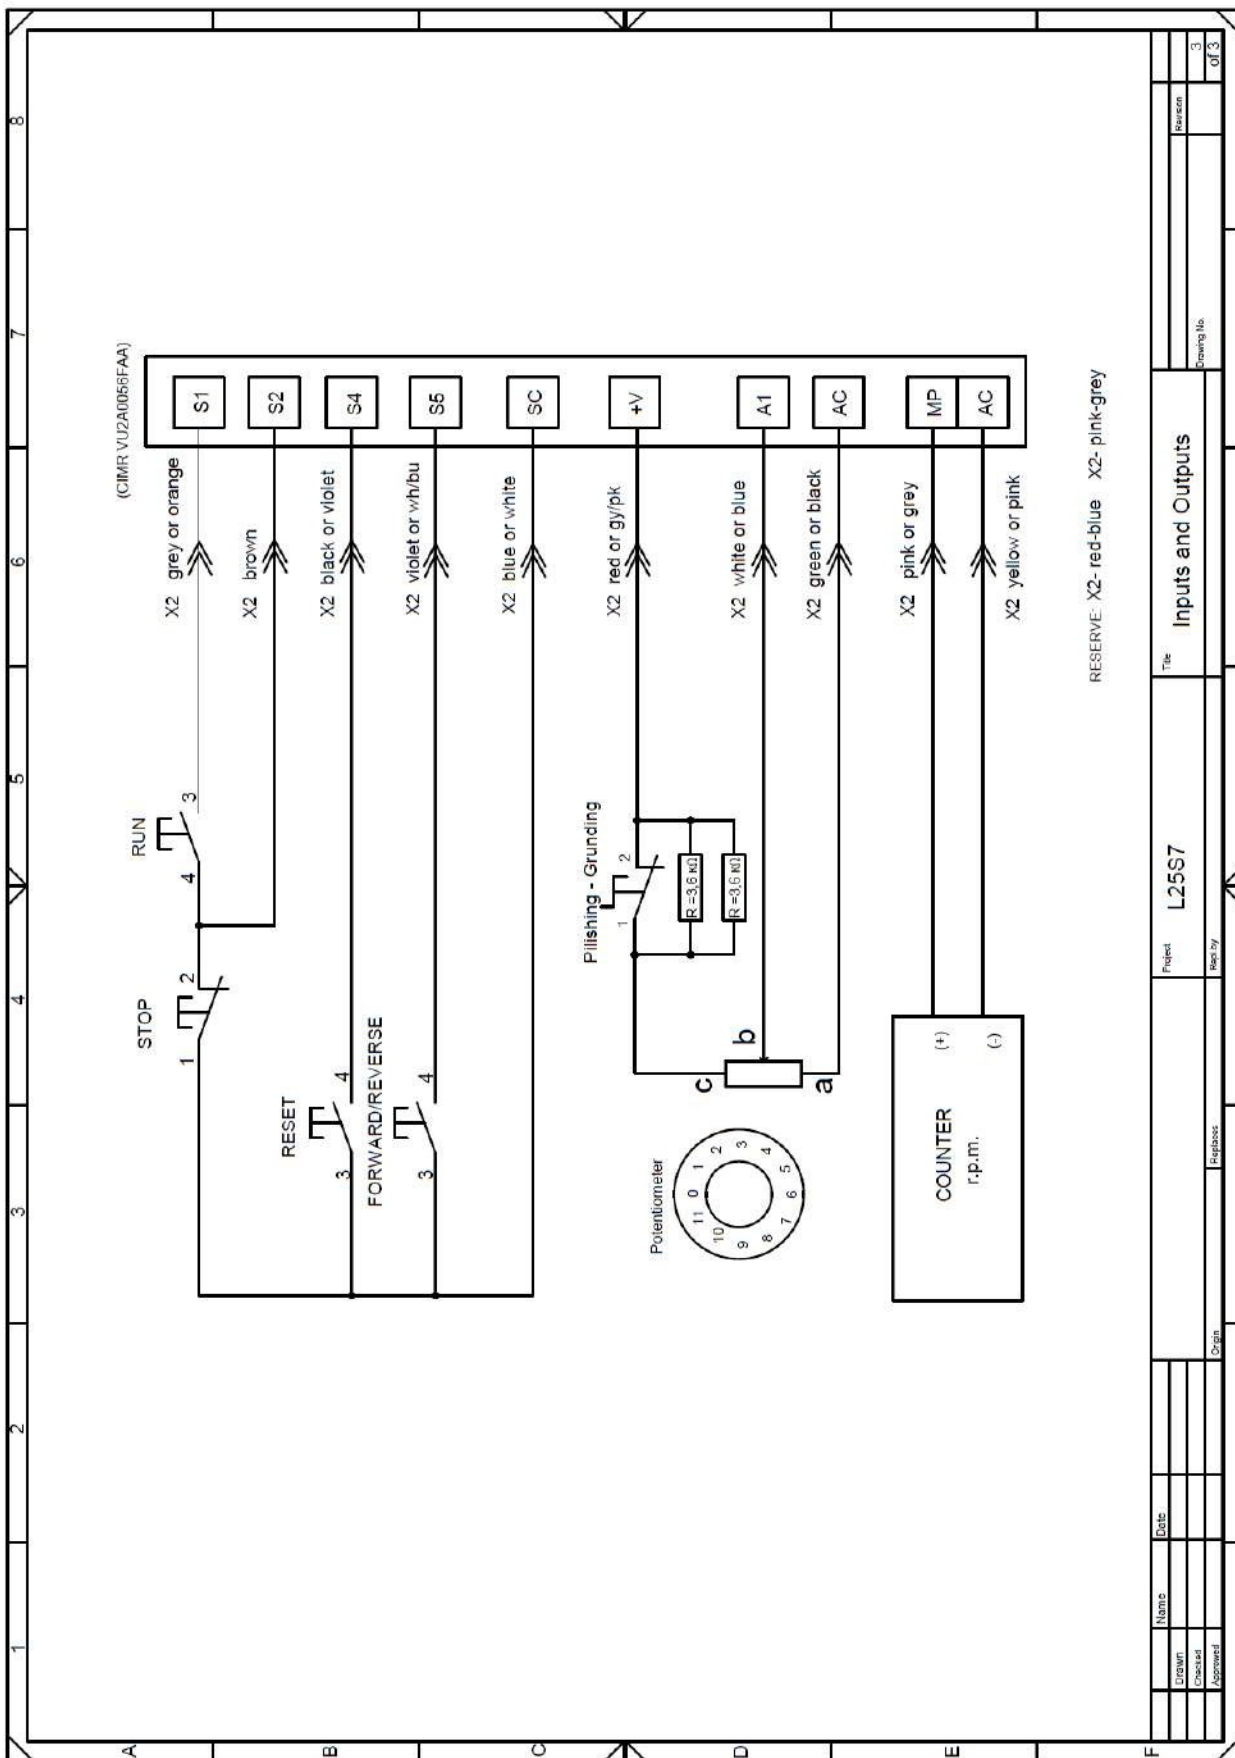 1
2
3
4
5
6
7
8
A
B
C
D
E
F
(CIMR VU2A0056FAA)
STOP
1
2
RUN
4
3
X2 grey or orange
S1
X2 brown
S2
RESET
3
4
X2 black or violet
S4
FORWARD/REVERSE
3
4
X2 violet or wh/bu
S5
X2 blue or white
SC
Pilishing - Grunding
1
2
R =3,6 KΩ
R =3,6 KΩ
X2 red or gy/pk
+V
Potentiometer
0
1
2
3
4
5
6
7
8
9
10
11
c
b
a
X2 white or blue
A1
X2 green or black
AC
COUNTER
r.p.m.
(+)
(-)
X2 pink or grey
MP
X2 yellow or pink
AC
RESERVE: X2- red-blue X2- pink-grey
Name
Date
Drawn
Checked
Approved
Origin
Replaces
Project
L25S7
Repl by
Title
Inputs and Outputs
Drawing No.
Revision
3
of 3